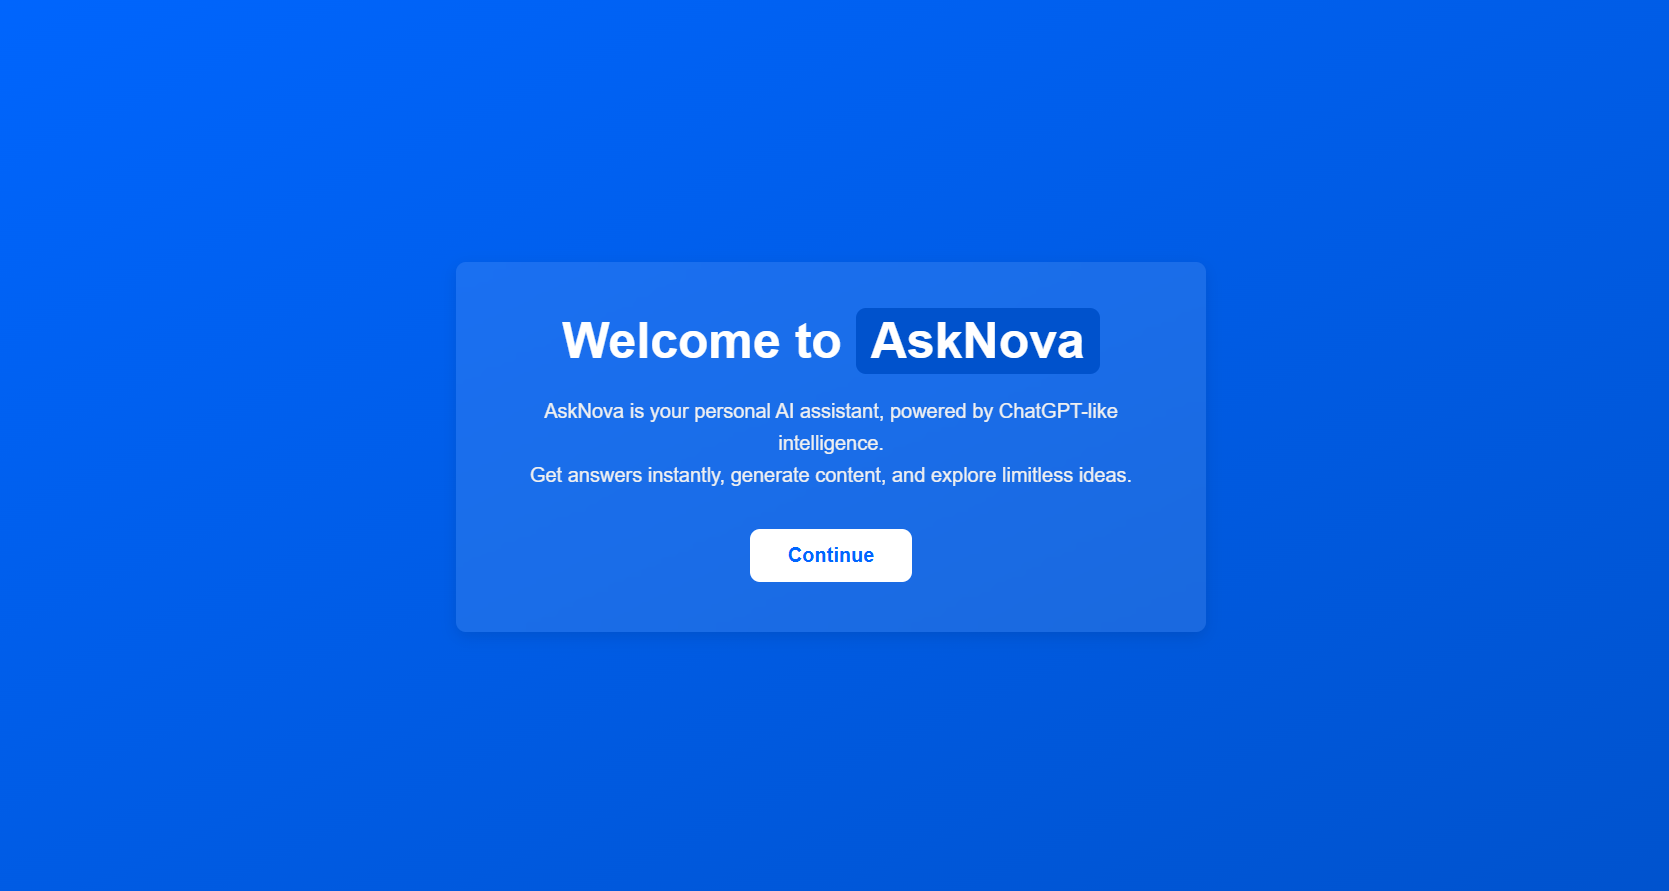 Welcome to AskNova
AskNova is your personal AI assistant, powered by ChatGPT-like
intelligence.
Get answers instantly, generate content, and explore limitless ideas.
Continue